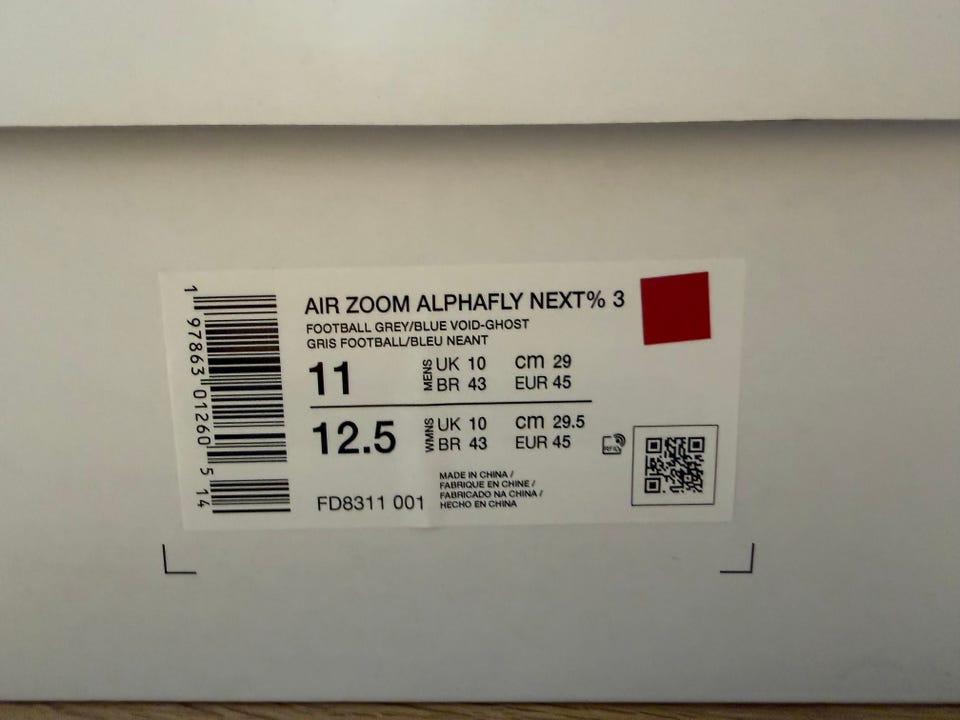 1 97863 01260 5 14
AIR ZOOM ALPHAFLY NEXT% 3
FOOTBALL GREY/BLUE VOID-GHOST
GRIS FOOTBALL/BLEU NEANT
11 MENS UK 10 cm 29
BR 43 EUR 45
12.5 WMNS UK 10 cm 29.5
BR 43 EUR 45
RFID
FD8311 001
MADE IN CHINA /
FABRIQUE EN CHINE /
FABRICADO NA CHINA /
HECHO EN CHINA